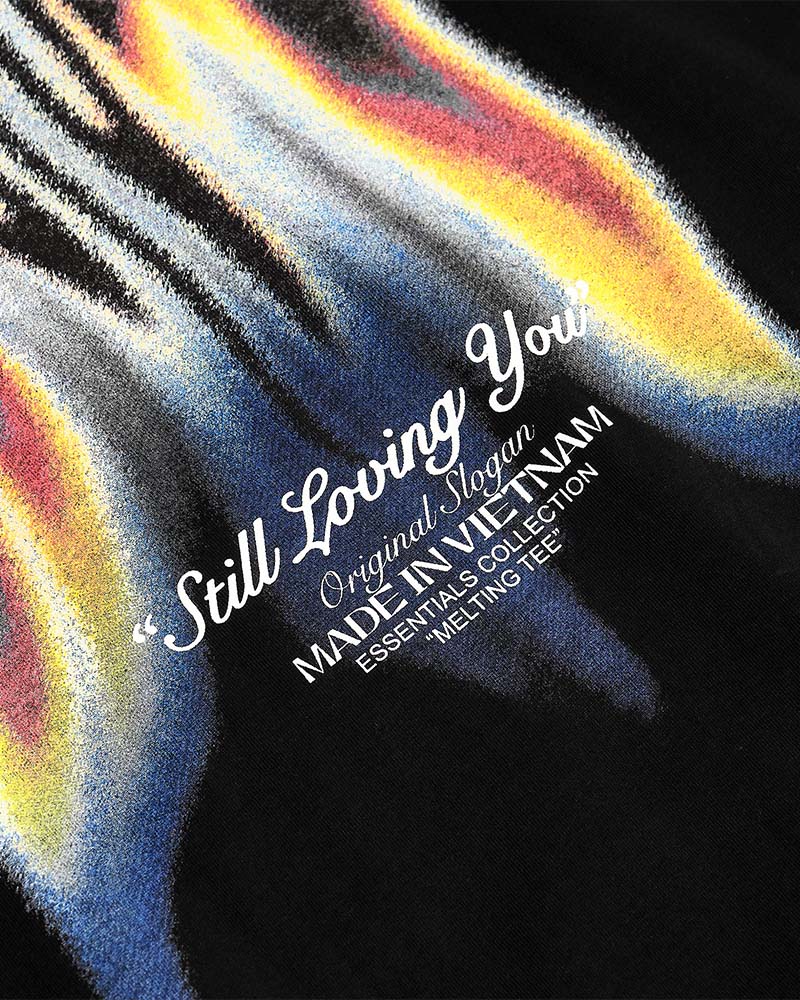 “Still Loving You”
Original Slogan
MADE IN VIETNAM
ESSENTIALS COLLECTION
“MELTING TEE”